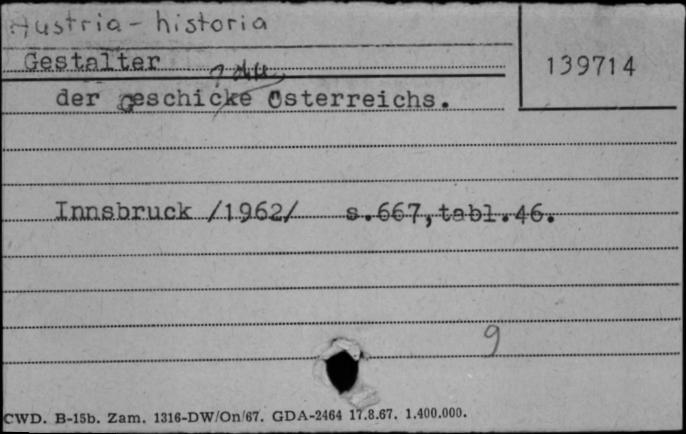 Austria - historia
Gestalter
139714
der Geschicke Österreichs.
Innsbruck /1962/ s.667, tabl.46.
9
CWD. B-15b. Zam. 1316-DW/On/67. GDA-2464 17.8.67. 1.400.000.